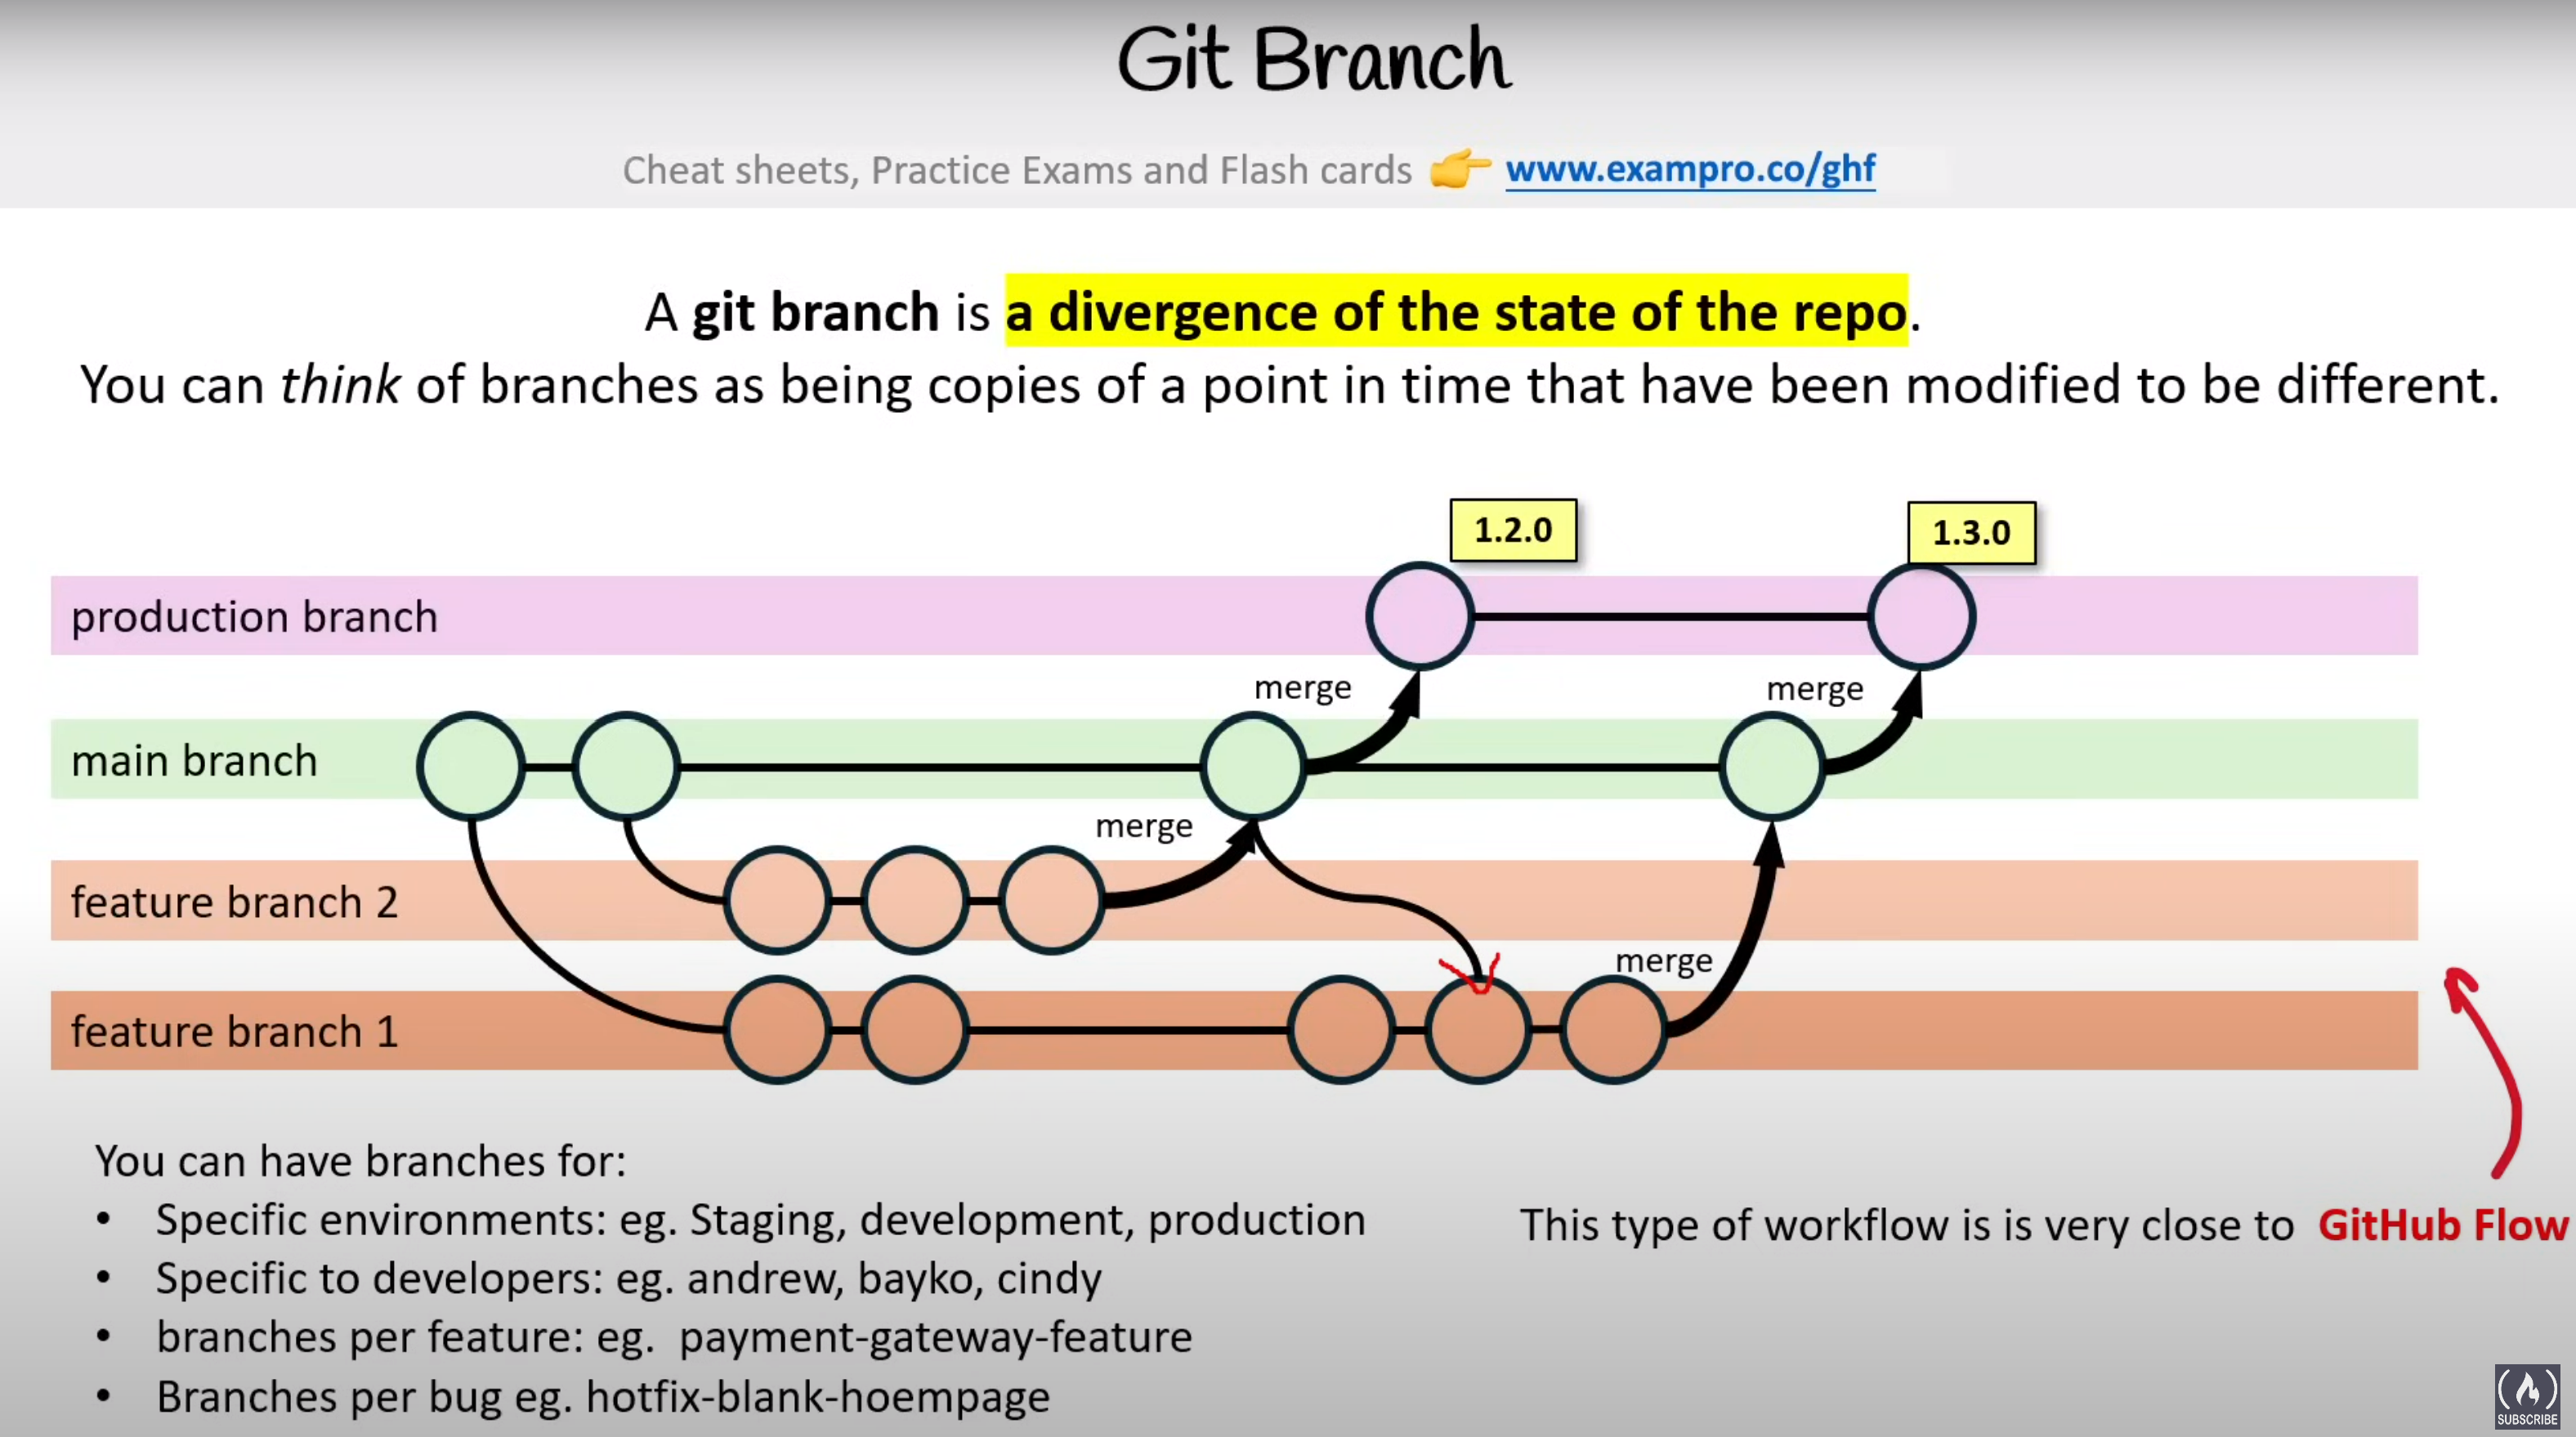 Git Branch
Cheat sheets, Practice Exams and Flash cards 👉 www.exampro.co/ghf
A git branch is a divergence of the state of the repo.
You can think of branches as being copies of a point in time that have been modified to be different.
1.2.0
1.3.0
production branch
merge
merge
main branch
merge
feature branch 2
merge
feature branch 1
You can have branches for:
• Specific environments: eg. Staging, development, production
• Specific to developers: eg. andrew, bayko, cindy
• branches per feature: eg. payment-gateway-feature
• Branches per bug eg. hotfix-blank-hoempage
This type of workflow is is very close to GitHub Flow
SUBSCRIBE